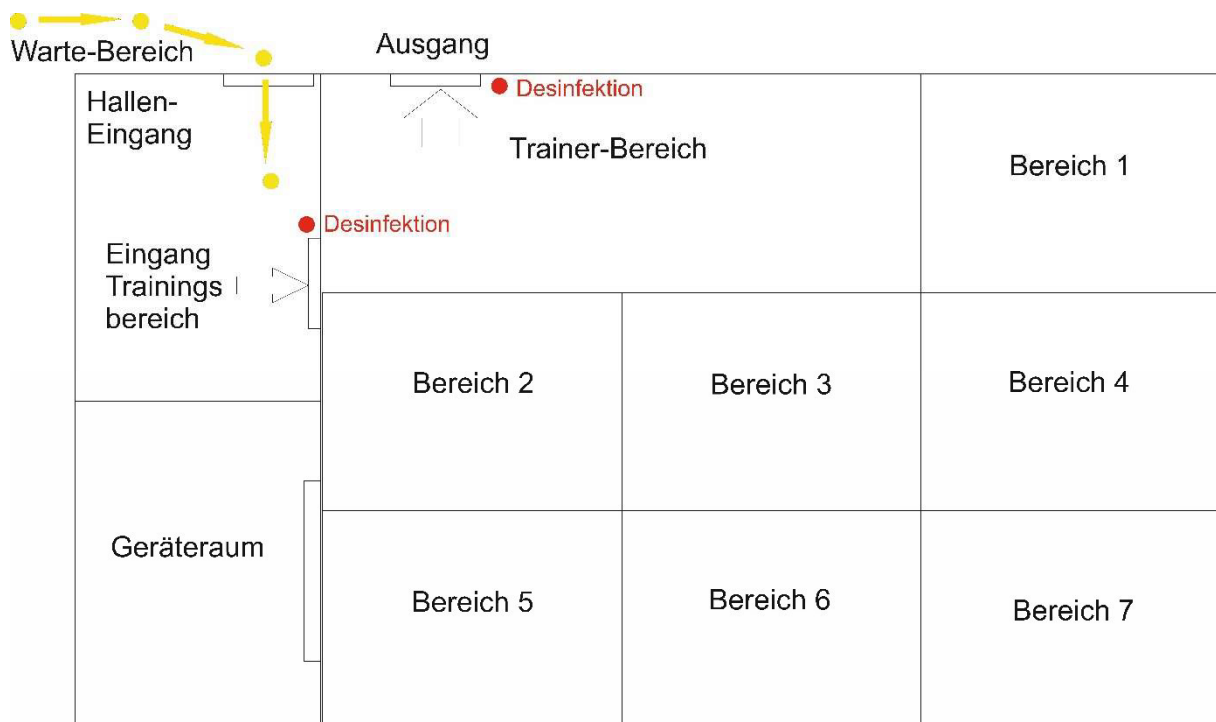 Warte-Bereich
Ausgang
Hallen-
Eingang
Desinfektion
Trainer-Bereich
Bereich 1
Desinfektion
Eingang
Trainings
bereich
Bereich 2
Bereich 3
Bereich 4
Geräteraum
Bereich 5
Bereich 6
Bereich 7